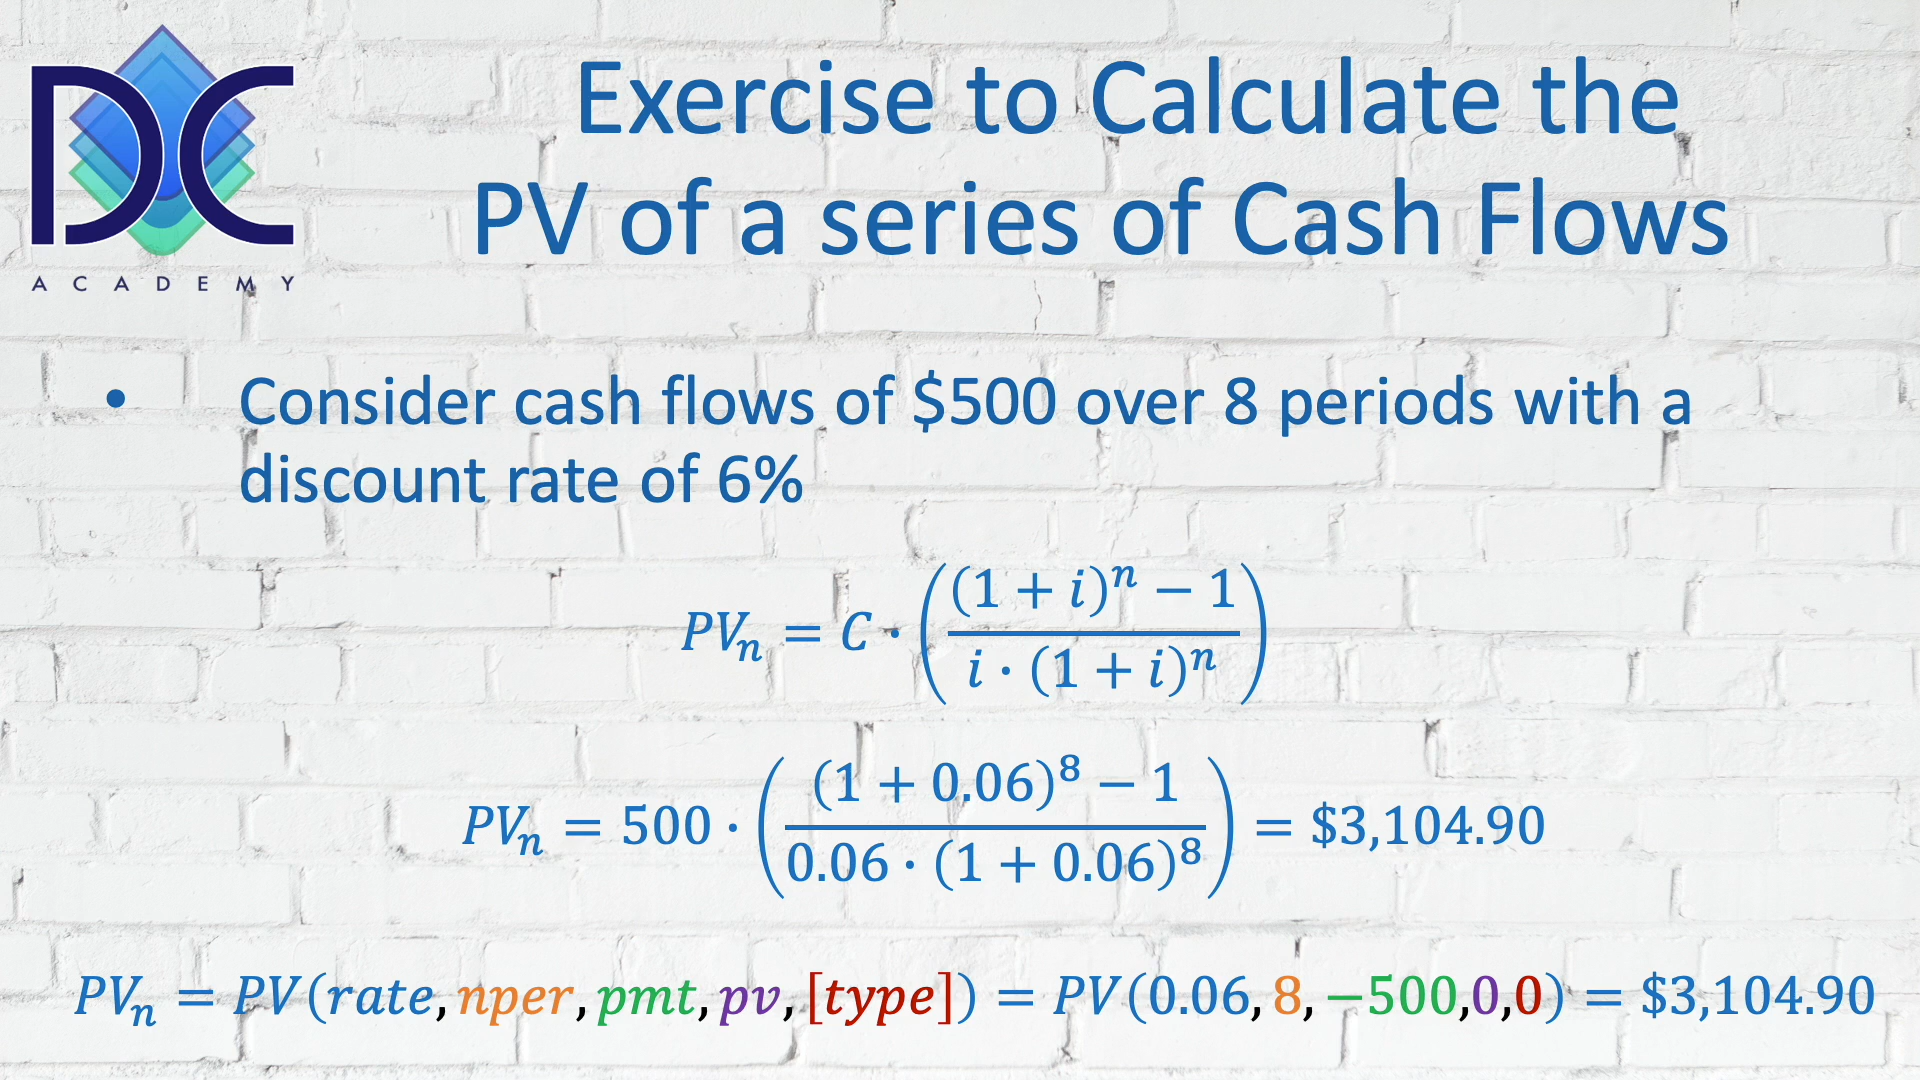 DC
ACADEMY
Exercise to Calculate the
PV of a series of Cash Flows
• Consider cash flows of $500 over 8 periods with a
discount rate of 6%
PVₙ = C · (((1 + i)ⁿ − 1) / (i · (1 + i)ⁿ))
PVₙ = 500 · (((1 + 0.06)⁸ − 1) / (0.06 · (1 + 0.06)⁸)) = $3,104.90
PVₙ = PV(rate, nper, pmt, pv, [type]) = PV(0.06, 8, −500,0,0) = $3,104.90